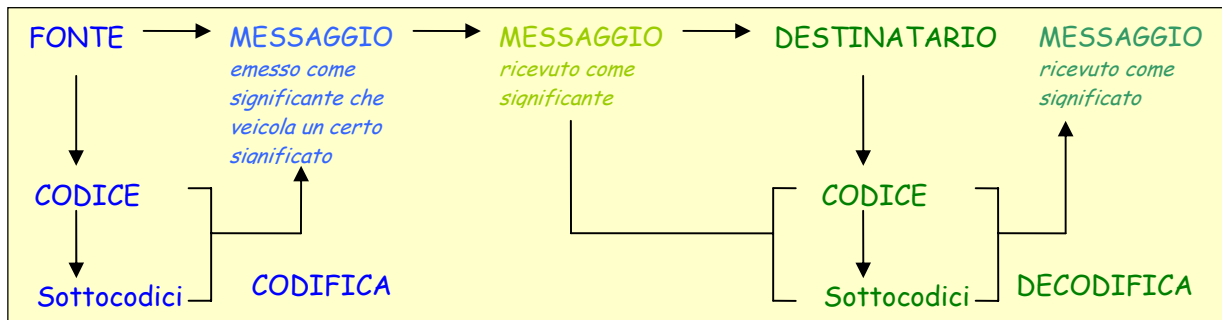 FONTE
MESSAGGIO
emesso come
significante che
veicola un certo
significato
MESSAGGIO
ricevuto come
significante
DESTINATARIO
MESSAGGIO
ricevuto come
significato
CODICE
Sottocodici
CODIFICA
CODICE
Sottocodici
DECODIFICA